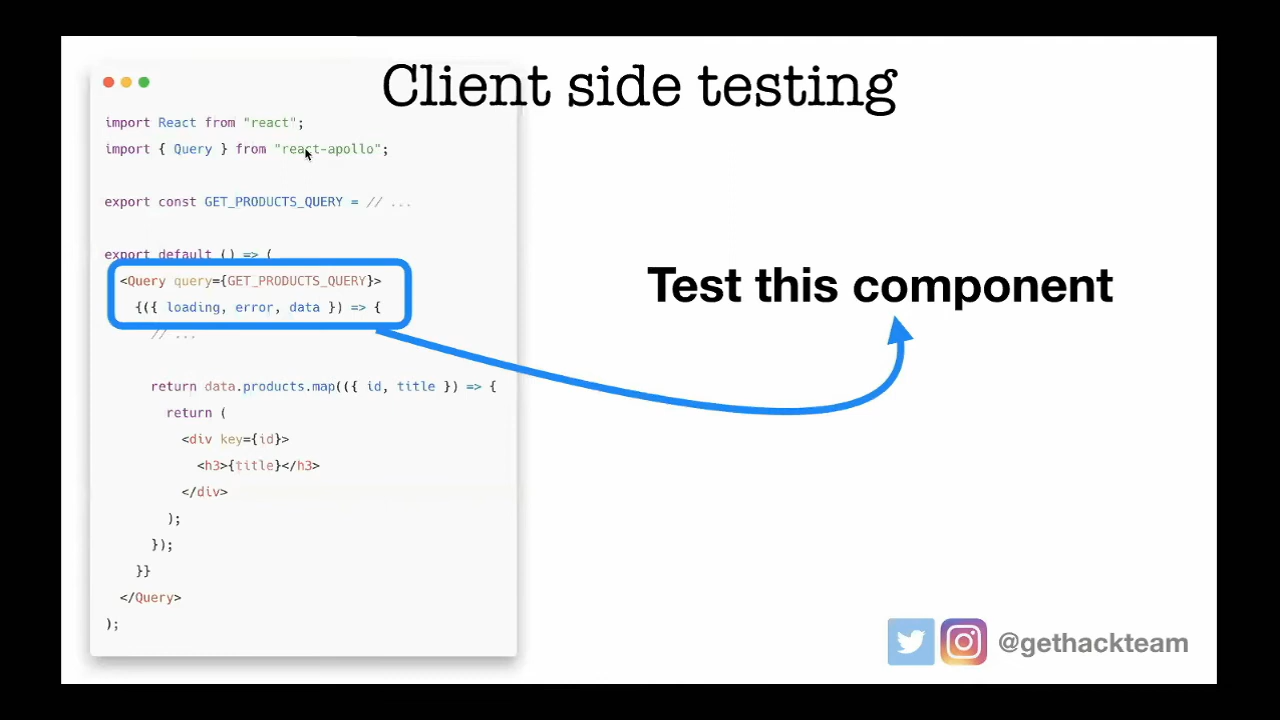 Client side testing
import React from "react";
import { Query } from "react-apollo";
export const GET_PRODUCTS_QUERY = // ...
export default () => (
<Query query={GET_PRODUCTS_QUERY}>
{({ loading, error, data }) => {
// ...
return data.products.map(({ id, title }) => {
return (
<div key={id}>
<h3>{title}</h3>
</div>
);
});
}}
</Query>
);
Test this component
@gethackteam